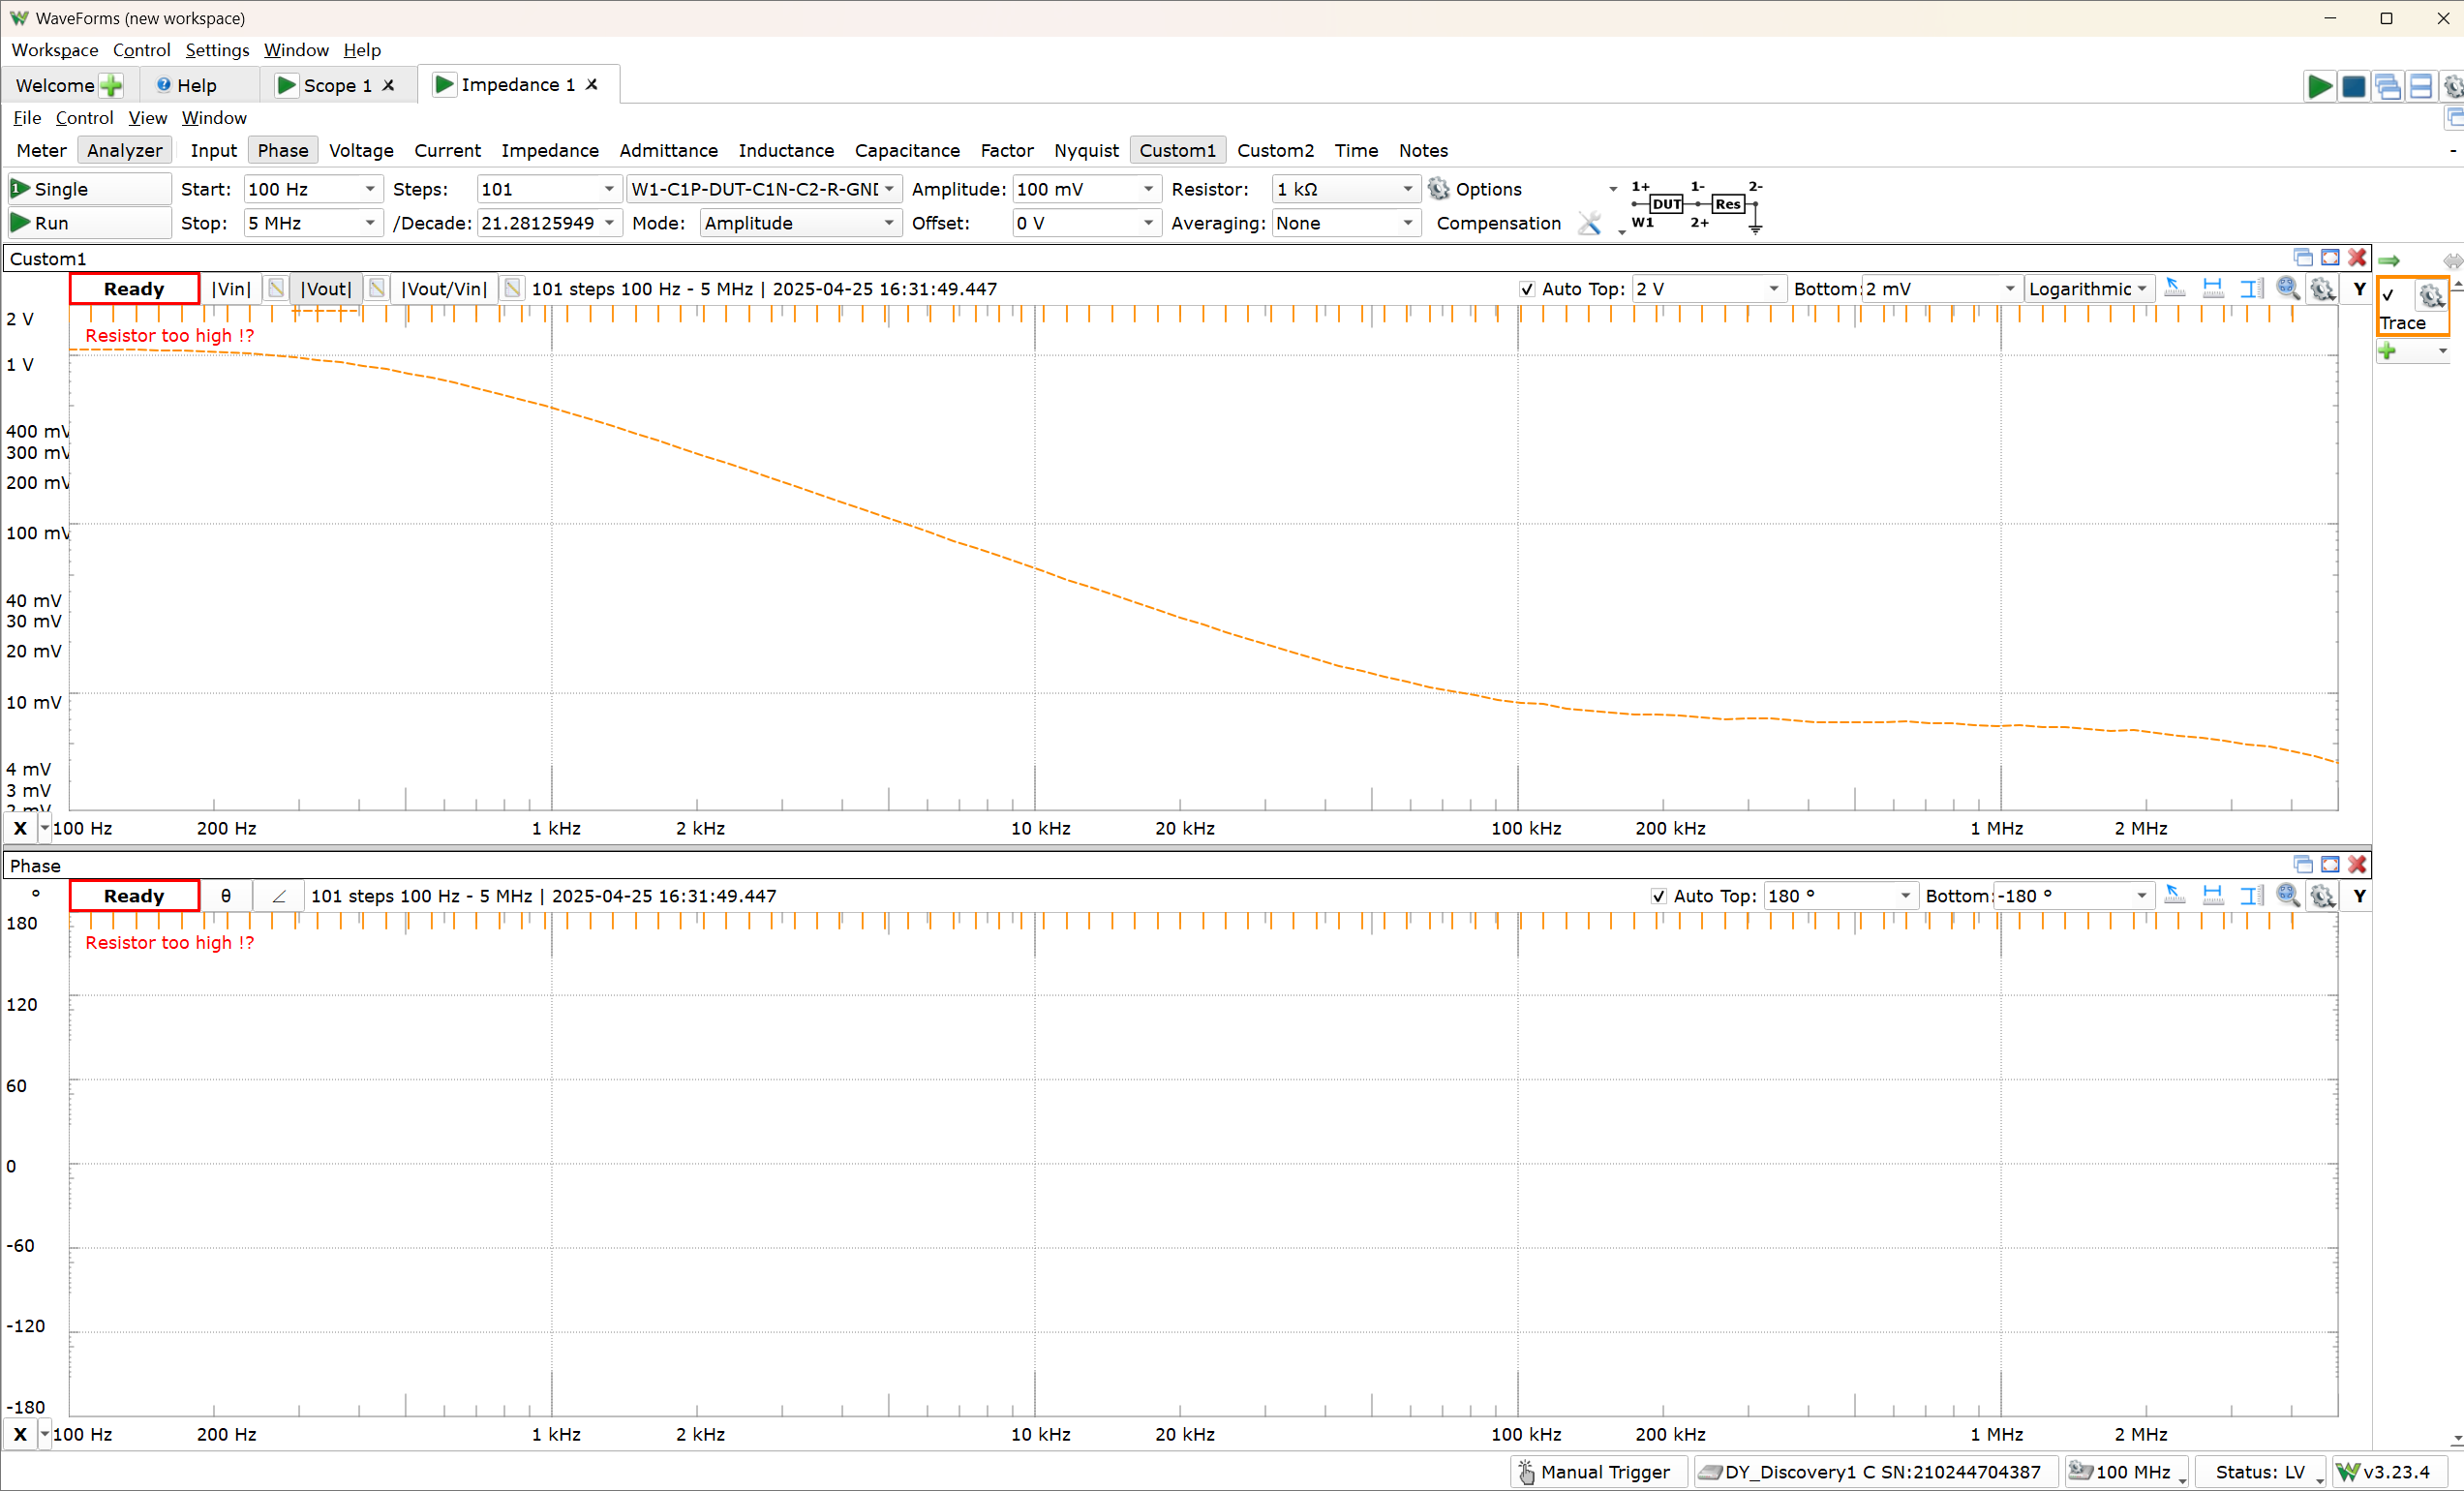 WaveForms (new workspace)
Workspace Control Settings Window Help
Welcome Help Scope 1 Impedance 1
File Control View Window
Meter Analyzer Input Phase Voltage Current Impedance Admittance Inductance Capacitance Factor Nyquist Custom1 Custom2 Time Notes
Single Start: 100 Hz Steps: 101 W1-C1P-DUT-C1N-C2-R-GND Amplitude: 100 mV Resistor: 1 kΩ Options
Run Stop: 5 MHz /Decade: 21.28125949 Mode: Amplitude Offset: 0 V Averaging: None Compensation
1+ 1- 2-
DUT Res
W1 2+
Custom1
Ready |Vin| |Vout| |Vout/Vin| 101 steps 100 Hz - 5 MHz | 2025-04-25 16:31:49.447 Auto Top: 2 V Bottom: 2 mV Logarithmic Y
Trace
Resistor too high !?
2 V
1 V
400 mV
300 mV
200 mV
100 mV
40 mV
30 mV
20 mV
10 mV
4 mV
3 mV
2 mV
X 100 Hz 200 Hz 1 kHz 2 kHz 10 kHz 20 kHz 100 kHz 200 kHz 1 MHz 2 MHz
Phase
° Ready θ ∠ 101 steps 100 Hz - 5 MHz | 2025-04-25 16:31:49.447 Auto Top: 180 ° Bottom: -180 ° Y
Resistor too high !?
180
120
60
0
-60
-120
-180
X 100 Hz 200 Hz 1 kHz 2 kHz 10 kHz 20 kHz 100 kHz 200 kHz 1 MHz 2 MHz
Manual Trigger DY_Discovery1 C SN:210244704387 100 MHz Status: LV v3.23.4